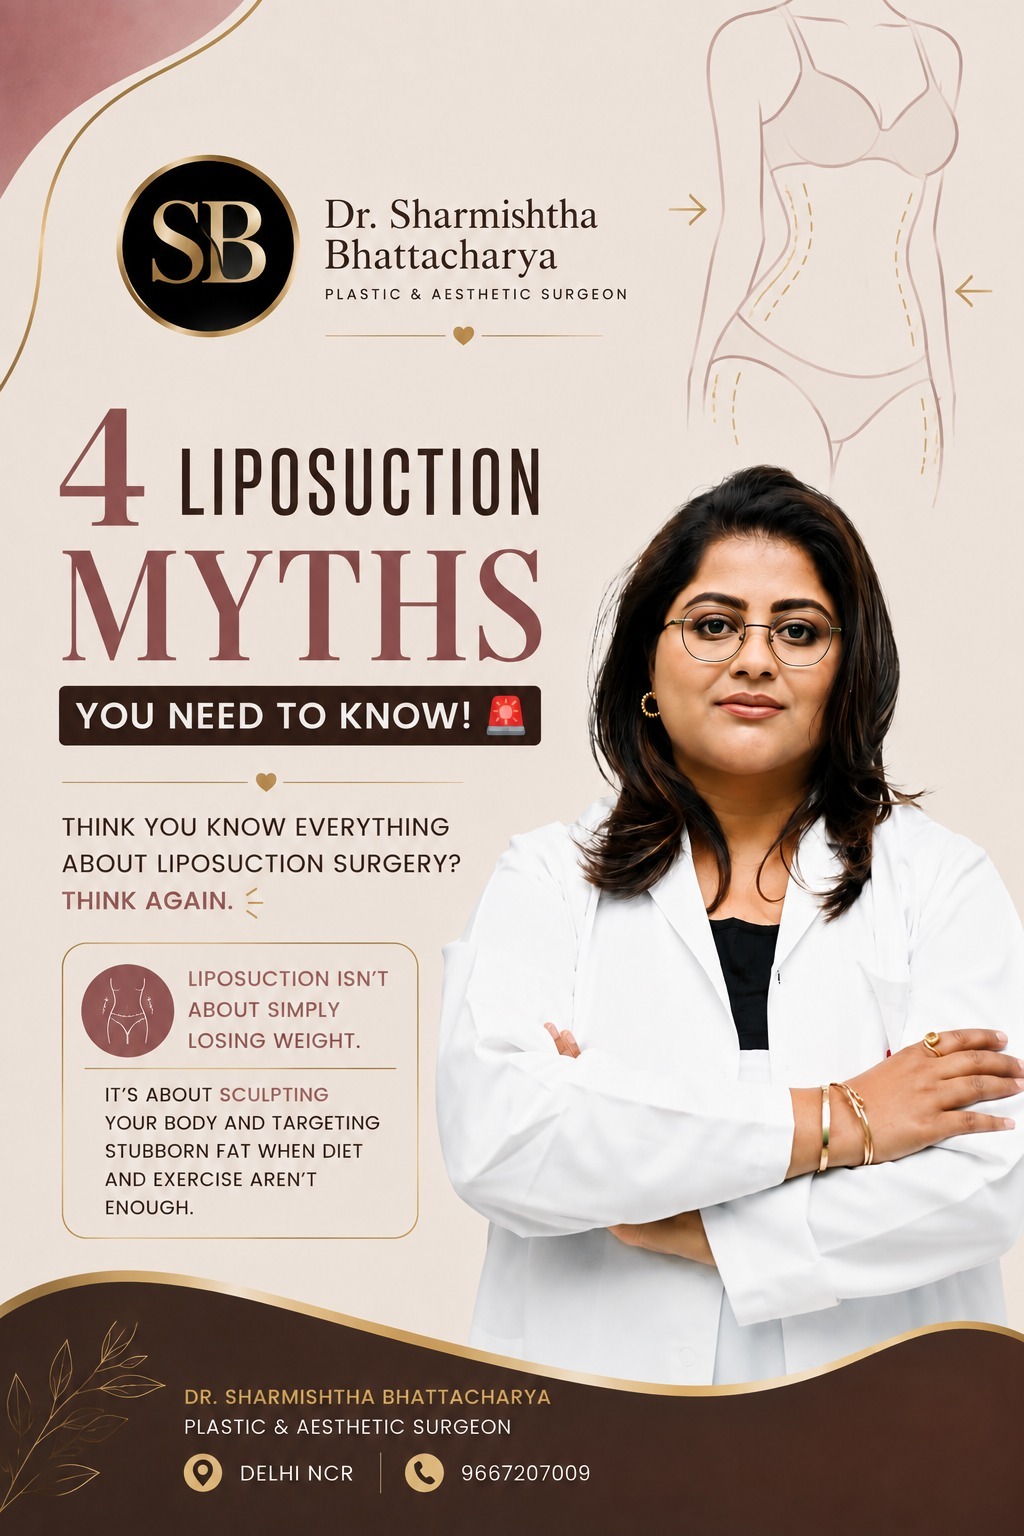 SB
Dr. Sharmishtha
Bhattacharya
PLASTIC & AESTHETIC SURGEON
4 LIPOSUCTION
MYTHS
YOU NEED TO KNOW! 🚨
THINK YOU KNOW EVERYTHING
ABOUT LIPOSUCTION SURGERY?
THINK AGAIN.
LIPOSUCTION ISN'T
ABOUT SIMPLY
LOSING WEIGHT.
IT'S ABOUT SCULPTING
YOUR BODY AND TARGETING
STUBBORN FAT WHEN DIET
AND EXERCISE AREN'T
ENOUGH.
DR. SHARMISHTHA BHATTACHARYA
PLASTIC & AESTHETIC SURGEON
DELHI NCR
9667207009